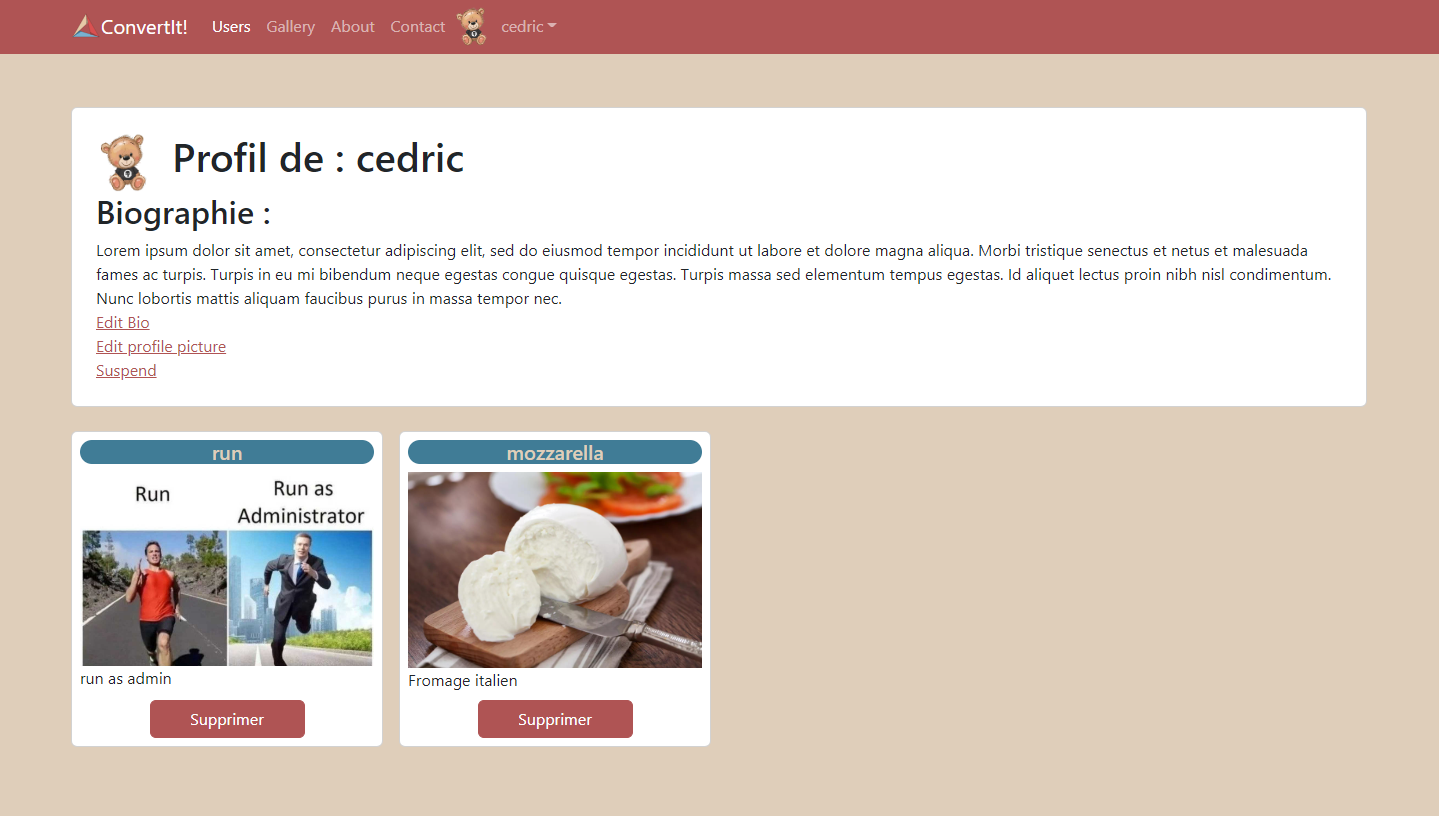 ConvertIt! Users Gallery About Contact cedric
Profil de : cedric
Biographie :
Lorem ipsum dolor sit amet, consectetur adipiscing elit, sed do eiusmod tempor incididunt ut labore et dolore magna aliqua. Morbi tristique senectus et netus et malesuada
fames ac turpis. Turpis in eu mi bibendum neque egestas congue quisque egestas. Turpis massa sed elementum tempus egestas. Id aliquet lectus proin nibh nisl condimentum.
Nunc lobortis mattis aliquam faucibus purus in massa tempor nec.
Edit Bio
Edit profile picture
Suspend
run
Run
Run as
Administrator
run as admin
Supprimer
mozzarella
Fromage italien
Supprimer